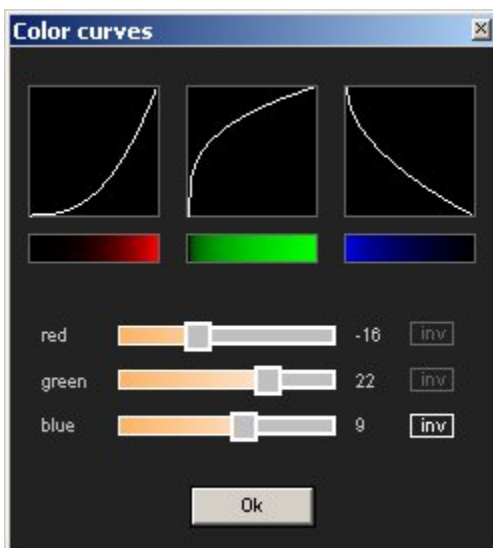 Color curves
red -16 inv
green 22 inv
blue 9 inv
Ok